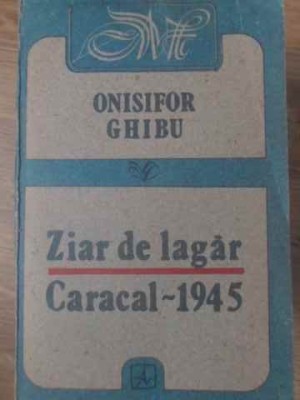 ONISIFOR
GHIBU
Ziar de lagăr
Caracal~1945
A